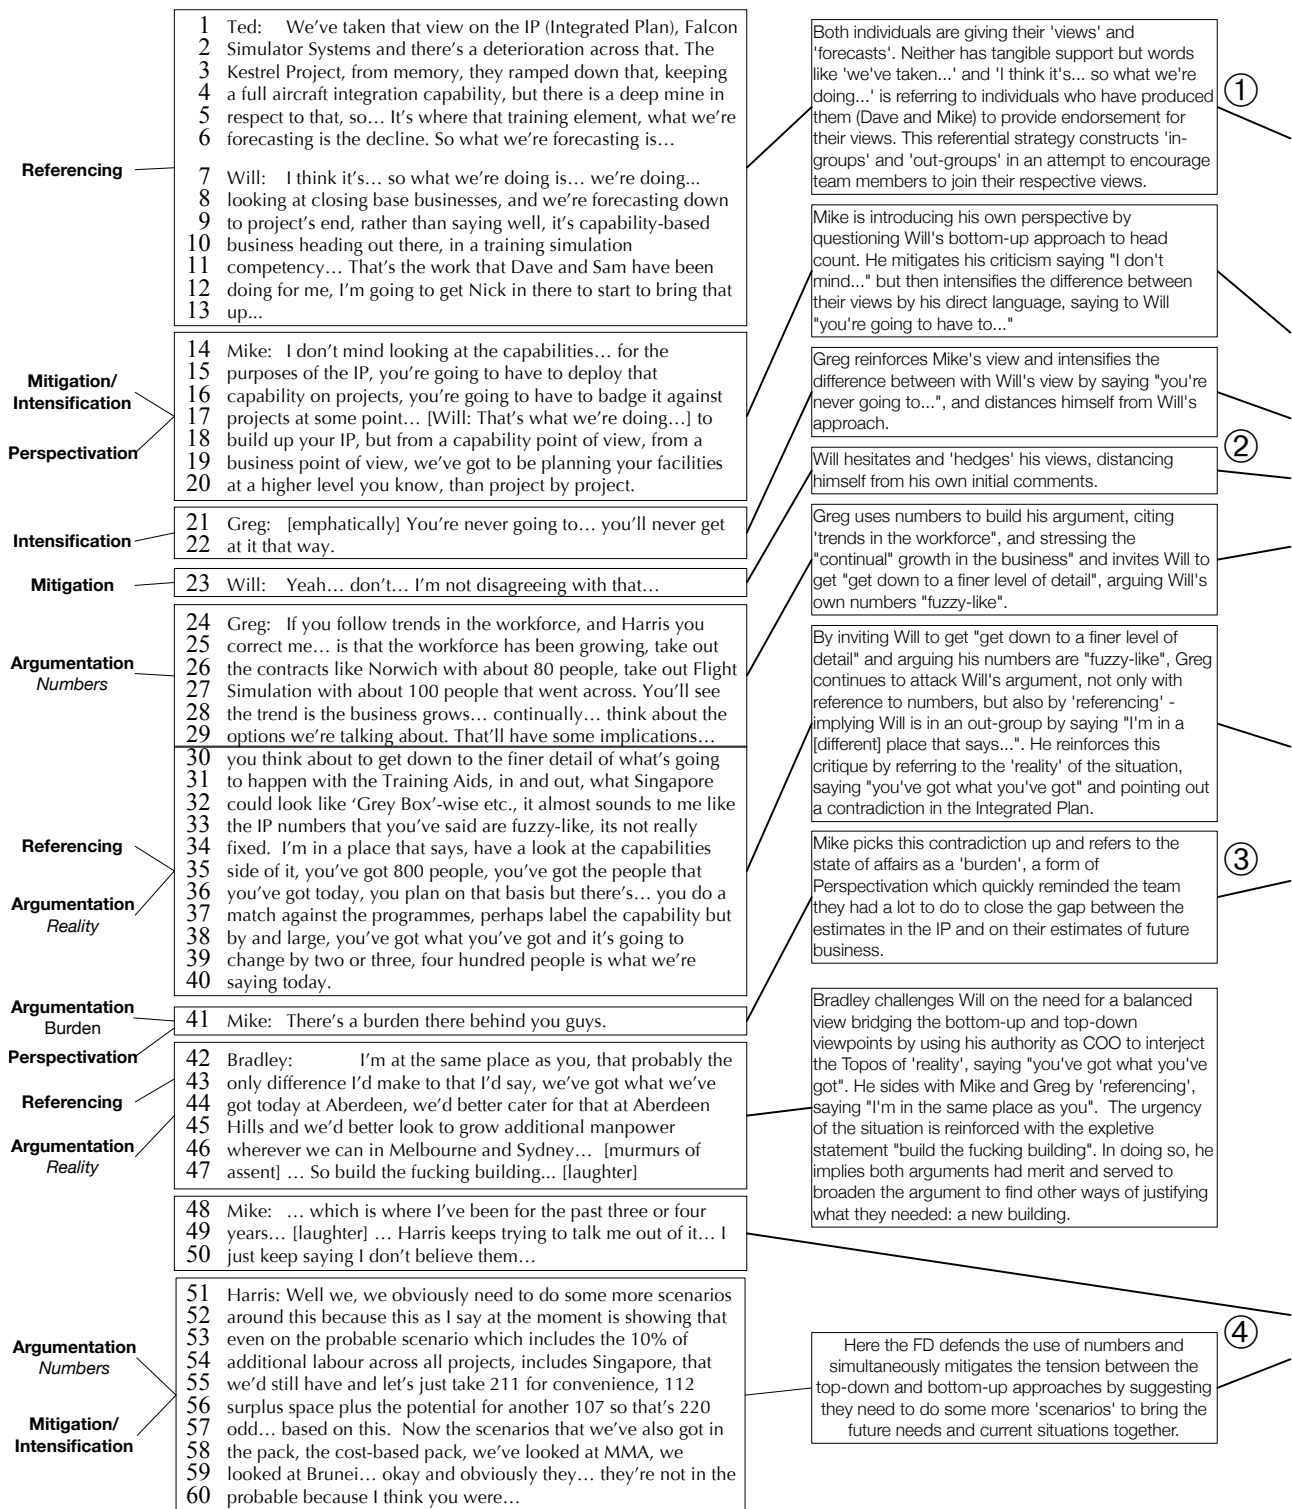 Referencing
Mitigation/
Intensification
Perspectivation
Intensification
Mitigation
Argumentation
Numbers
Referencing
Argumentation
Reality
Argumentation
Burden
Perspectivation
Referencing
Argumentation
Reality
Argumentation
Numbers
Mitigation/
Intensification
1 Ted: We've taken that view on the IP (Integrated Plan), Falcon
2 Simulator Systems and there's a deterioration across that. The
3 Kestrel Project, from memory, they ramped down that, keeping
4 a full aircraft integration capability, but there is a deep mine in
5 respect to that, so… It's where that training element, what we're
6 forecasting is the decline. So what we're forecasting is…
7 Will: I think it's… so what we're doing is… we're doing...
8 looking at closing base businesses, and we're forecasting down
9 to project's end, rather than saying well, it's capability-based
10 business heading out there, in a training simulation
11 competency… That's the work that Dave and Sam have been
12 doing for me, I'm going to get Nick in there to start to bring that
13 up...
14 Mike: I don't mind looking at the capabilities… for the
15 purposes of the IP, you're going to have to deploy that
16 capability on projects, you're going to have to badge it against
17 projects at some point… [Will: That's what we're doing…] to
18 build up your IP, but from a capability point of view, from a
19 business point of view, we've got to be planning your facilities
20 at a higher level you know, than project by project.
21 Greg: [emphatically] You're never going to… you'll never get
22 at it that way.
23 Will: Yeah… don't… I'm not disagreeing with that…
24 Greg: If you follow trends in the workforce, and Harris you
25 correct me… is that the workforce has been growing, take out
26 the contracts like Norwich with about 80 people, take out Flight
27 Simulation with about 100 people that went across. You'll see
28 the trend is the business grows… continually… think about the
29 options we're talking about. That'll have some implications…
30 you think about to get down to the finer detail of what's going
31 to happen with the Training Aids, in and out, what Singapore
32 could look like 'Grey Box'-wise etc., it almost sounds to me like
33 the IP numbers that you've said are fuzzy-like, its not really
34 fixed. I'm in a place that says, have a look at the capabilities
35 side of it, you've got 800 people, you've got the people that
36 you've got today, you plan on that basis but there's… you do a
37 match against the programmes, perhaps label the capability but
38 by and large, you've got what you've got and it's going to
39 change by two or three, four hundred people is what we're
40 saying today.
41 Mike: There's a burden there behind you guys.
42 Bradley: I'm at the same place as you, that probably the
43 only difference I'd make to that I'd say, we've got what we've
44 got today at Aberdeen, we'd better cater for that at Aberdeen
45 Hills and we'd better look to grow additional manpower
46 wherever we can in Melbourne and Sydney… [murmurs of
47 assent] … So build the fucking building... [laughter]
48 Mike: … which is where I've been for the past three or four
49 years… [laughter] … Harris keeps trying to talk me out of it… I
50 just keep saying I don't believe them…
51 Harris: Well we, we obviously need to do some more scenarios
52 around this because this as I say at the moment is showing that
53 even on the probable scenario which includes the 10% of
54 additional labour across all projects, includes Singapore, that
55 we'd still have and let's just take 211 for convenience, 112
56 surplus space plus the potential for another 107 so that's 220
57 odd… based on this. Now the scenarios that we've also got in
58 the pack, the cost-based pack, we've looked at MMA, we
59 looked at Brunei… okay and obviously they… they're not in the
60 probable because I think you were…
Both individuals are giving their 'views' and
'forecasts'. Neither has tangible support but words
like 'we've taken...' and 'I think it's... so what we're
doing...' is referring to individuals who have produced
them (Dave and Mike) to provide endorsement for
their views. This referential strategy constructs 'in-
groups' and 'out-groups' in an attempt to encourage
team members to join their respective views.
①
Mike is introducing his own perspective by
questioning Will's bottom-up approach to head
count. He mitigates his criticism saying "I don't
mind..." but then intensifies the difference between
their views by his direct language, saying to Will
"you're going to have to..."
Greg reinforces Mike's view and intensifies the
difference between with Will's view by saying "you're
never going to...", and distances himself from Will's
approach.
②
Will hesitates and 'hedges' his views, distancing
himself from his own initial comments.
Greg uses numbers to build his argument, citing
'trends in the workforce", and stressing the
"continual" growth in the business" and invites Will to
get "get down to a finer level of detail", arguing Will's
own numbers "fuzzy-like".
By inviting Will to get "get down to a finer level of
detail" and arguing his numbers are "fuzzy-like", Greg
continues to attack Will's argument, not only with
reference to numbers, but also by 'referencing' -
implying Will is in an out-group by saying "I'm in a
[different] place that says...". He reinforces this
critique by referring to the 'reality' of the situation,
saying "you've got what you've got" and pointing out
a contradiction in the Integrated Plan.
Mike picks this contradiction up and refers to the
state of affairs as a 'burden', a form of
Perspectivation which quickly reminded the team
they had a lot to do to close the gap between the
estimates in the IP and on their estimates of future
business.
③
Bradley challenges Will on the need for a balanced
view bridging the bottom-up and top-down
viewpoints by using his authority as COO to interject
the Topos of 'reality', saying "you've got what you've
got". He sides with Mike and Greg by 'referencing',
saying "I'm in the same place as you". The urgency
of the situation is reinforced with the expletive
statement "build the fucking building". In doing so, he
implies both arguments had merit and served to
broaden the argument to find other ways of justifying
what they needed: a new building.
④
Here the FD defends the use of numbers and
simultaneously mitigates the tension between the
top-down and bottom-up approaches by suggesting
they need to do some more 'scenarios' to bring the
future needs and current situations together.